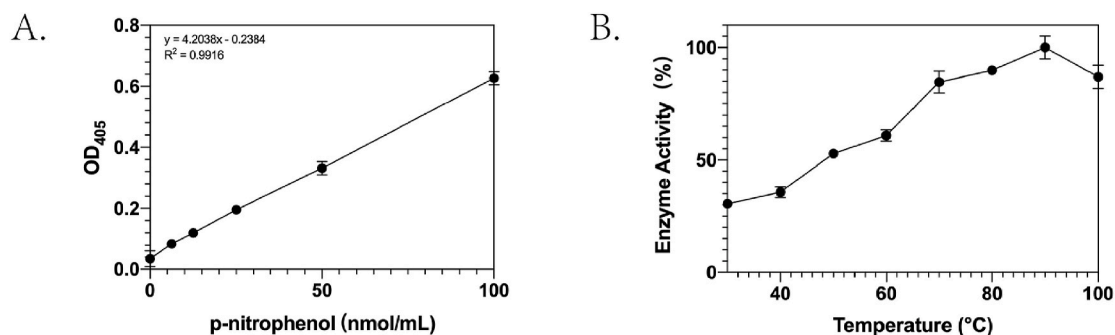 A.
y = 4.2038x - 0.2384
R² = 0.9916
0.8
0.6
0.4
0.2
0.0
OD₄₀₅
0
50
100
p-nitrophenol (nmol/mL)
B.
100
50
0
Enzyme Activity (%)
40
60
80
100
Temperature (°C)